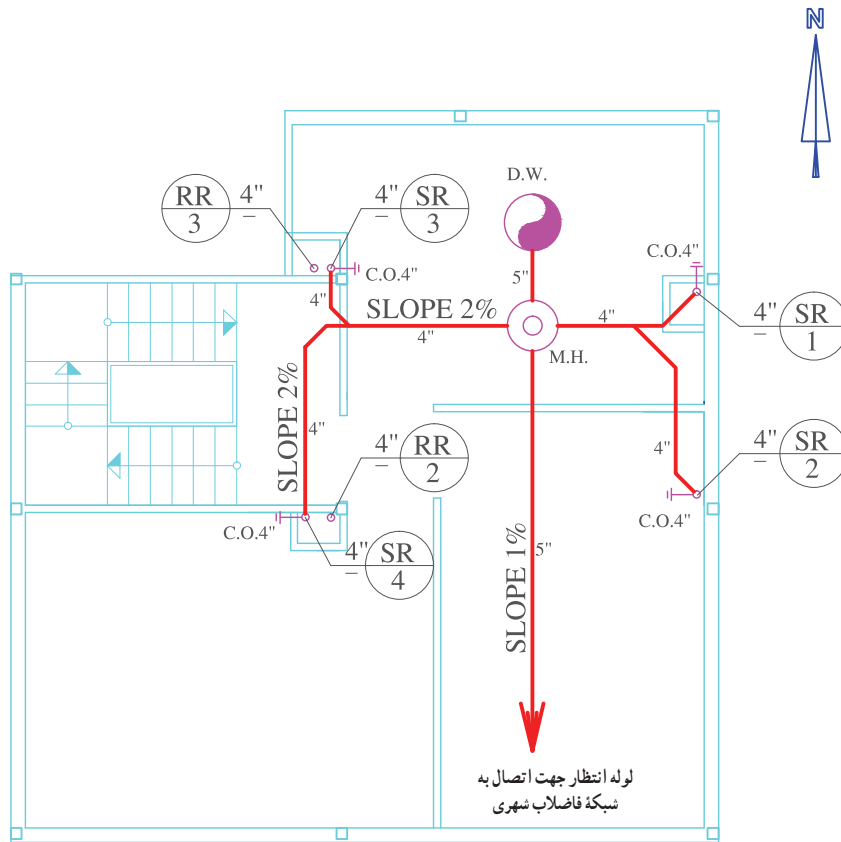 N
D.W.
RR
3
4"
4"
SR
3
C.O.4"
C.O.4"
5"
4"
SLOPE 2%
4"
4"
M.H.
4"
SR
1
SLOPE 2%
4"
4"
RR
2
4"
4"
SR
2
C.O.4"
C.O.4"
4"
SR
4
SLOPE 1%
5"
لوله انتظار جهت اتصال به
شبکهٔ فاضلاب شهری